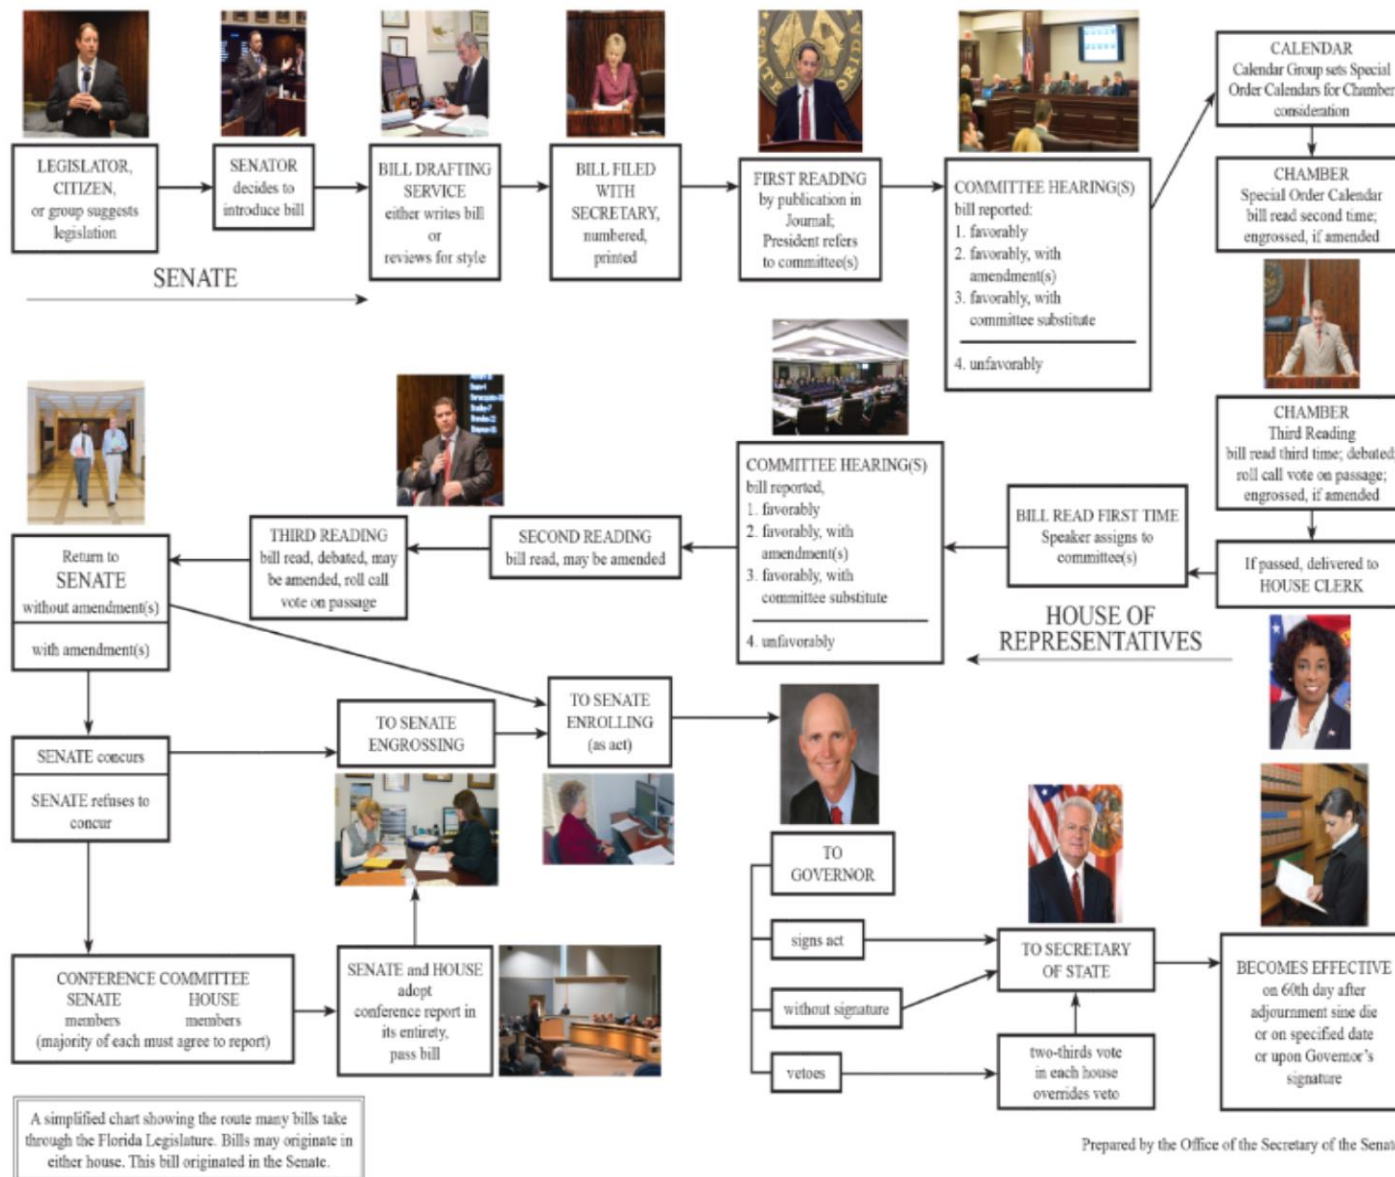 LEGISLATOR,
CITIZEN,
or group suggests
legislation
SENATOR
decides to
introduce bill
BILL DRAFTING
SERVICE
either writes bill
or
reviews for style
BILL FILED
WITH
SECRETARY,
numbered,
printed
FIRST READING
by publication in
Journal;
President refers
to committee(s)
COMMITTEE HEARING(S)
bill reported:
1. favorably
2. favorably, with
amendment(s)
3. favorably, with
committee substitute
4. unfavorably
CALENDAR
Calendar Group sets Special
Order Calendars for Chamber
consideration
CHAMBER
Special Order Calendar
bill read second time;
engrossed, if amended
SENATE
CHAMBER
Third Reading
bill read third time; debated;
roll call vote on passage;
engrossed, if amended
If passed, delivered to
HOUSE CLERK
BILL READ FIRST TIME
Speaker assigns to
committee(s)
HOUSE OF
REPRESENTATIVES
COMMITTEE HEARING(S)
bill reported,
1. favorably
2. favorably, with
amendment(s)
3. favorably, with
committee substitute
4. unfavorably
SECOND READING
bill read, may be amended
THIRD READING
bill read, debated, may
be amended, roll call
vote on passage
Return to
SENATE
without amendment(s)
with amendment(s)
SENATE concurs
SENATE refuses to
concur
TO SENATE
ENGROSSING
TO SENATE
ENROLLING
(as act)
CONFERENCE COMMITTEE
SENATE HOUSE
members members
(majority of each must agree to report)
SENATE and HOUSE
adopt
conference report in
its entirety,
pass bill
TO
GOVERNOR
signs act
without signature
vetoes
TO SECRETARY
OF STATE
two-thirds vote
in each house
overrides veto
BECOMES EFFECTIVE
on 60th day after
adjournment sine die
or on specified date
or upon Governor's
signature
A simplified chart showing the route many bills take
through the Florida Legislature. Bills may originate in
either house. This bill originated in the Senate.
Prepared by the Office of the Secretary of the Senate